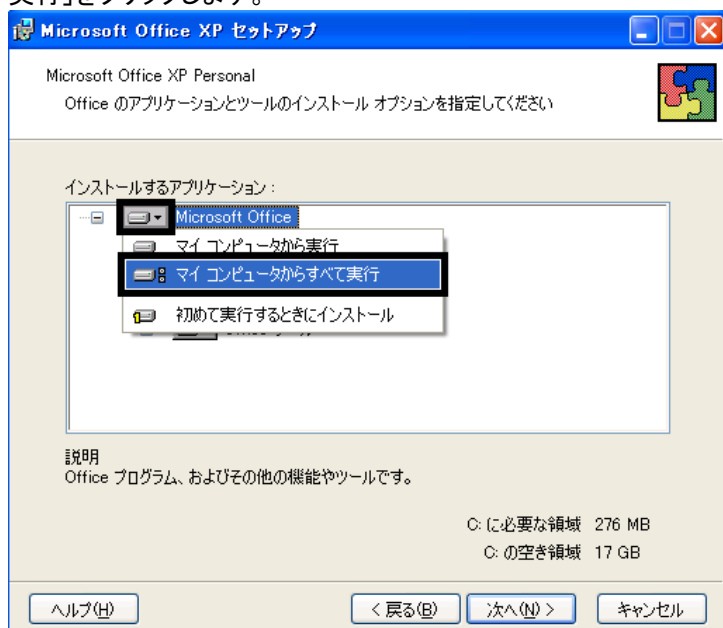 実行」をクリックします。
Microsoft Office XP セットアップ
Microsoft Office XP Personal
Office のアプリケーションとツールのインストール オプションを指定してください
インストールするアプリケーション :
Microsoft Office
マイ コンピュータから実行
マイ コンピュータからすべて実行
初めて実行するときにインストール
説明
Office プログラム、およびその他の機能やツールです。
C: に必要な領域 276 MB
C: の空き領域 17 GB
ヘルプ(H) < 戻る(B) 次へ(N) > キャンセル